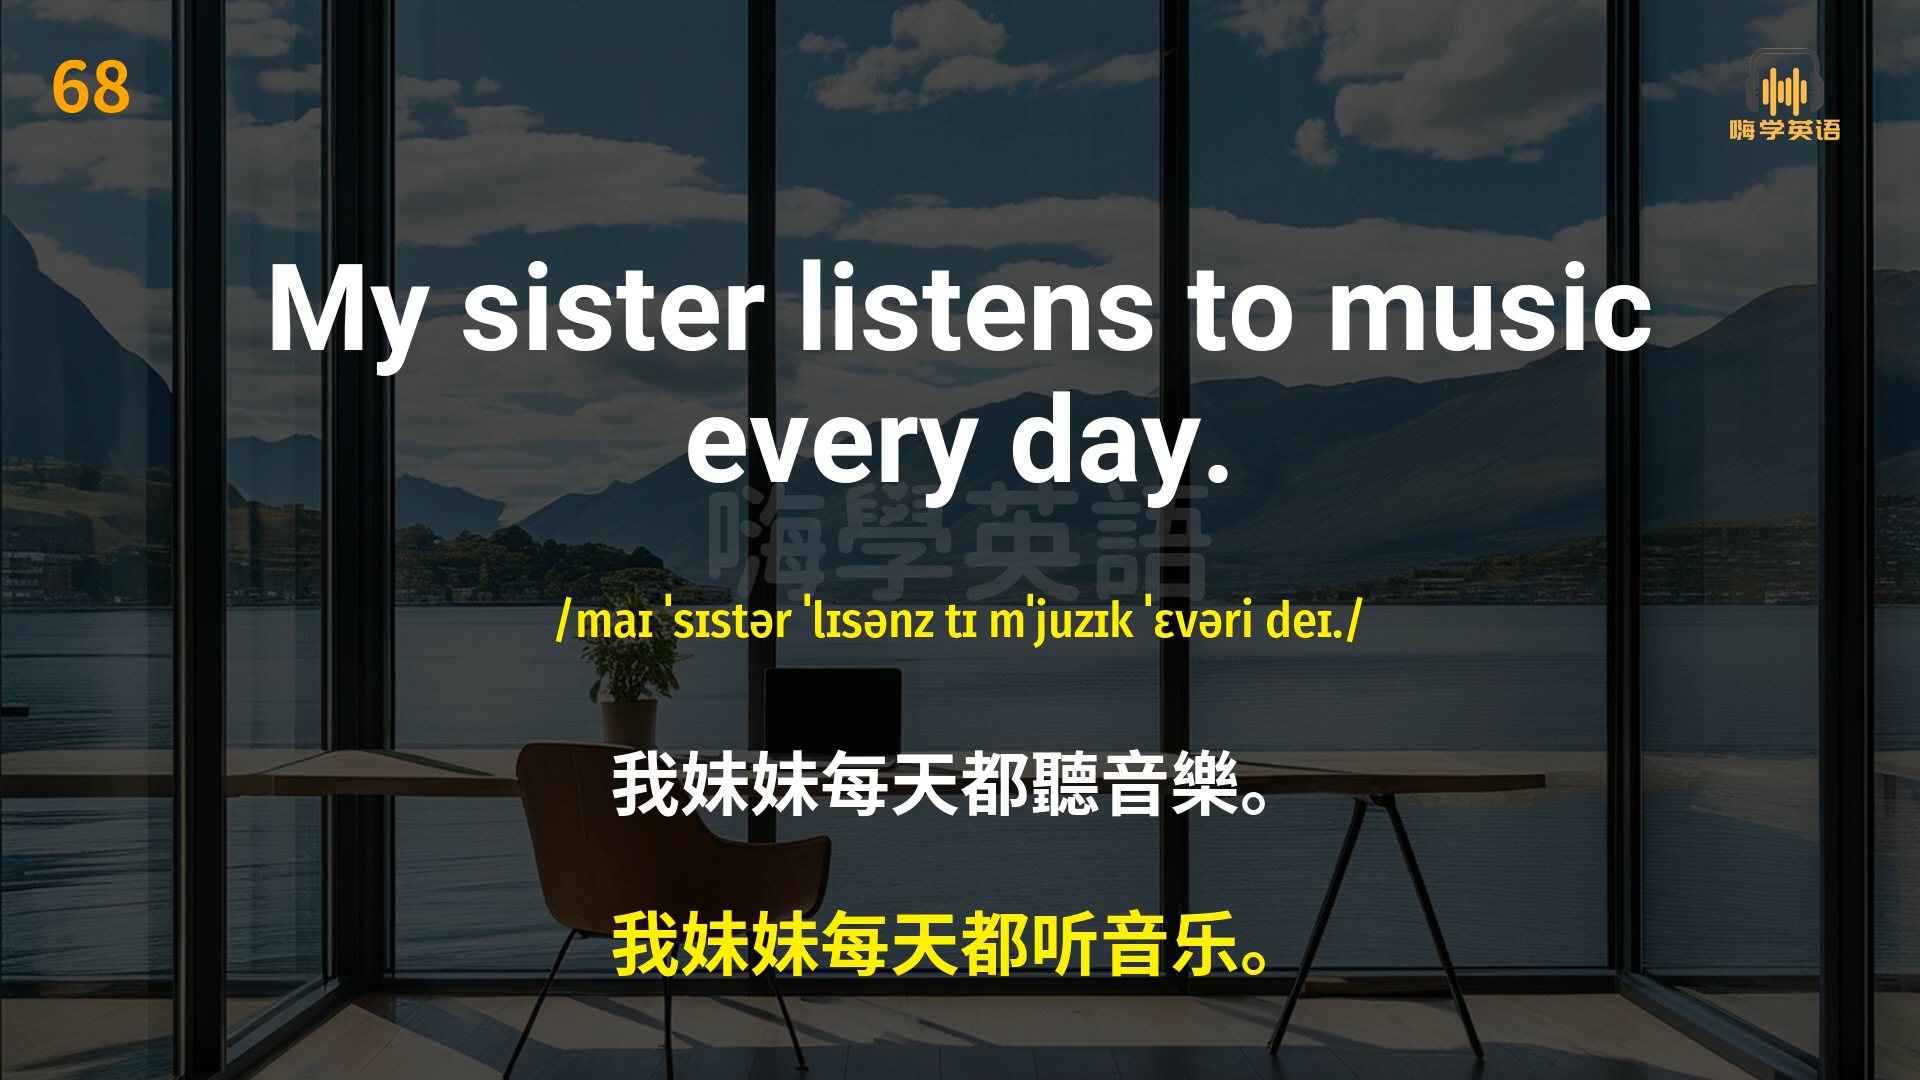 68
嗨学英语
My sister listens to music
every day.
嗨學英語
/maɪ ˈsɪstər ˈlɪsənz tɪ mˈjuzɪk ˈɛvəri deɪ./
我妹妹每天都聽音樂。
我妹妹每天都听音乐。